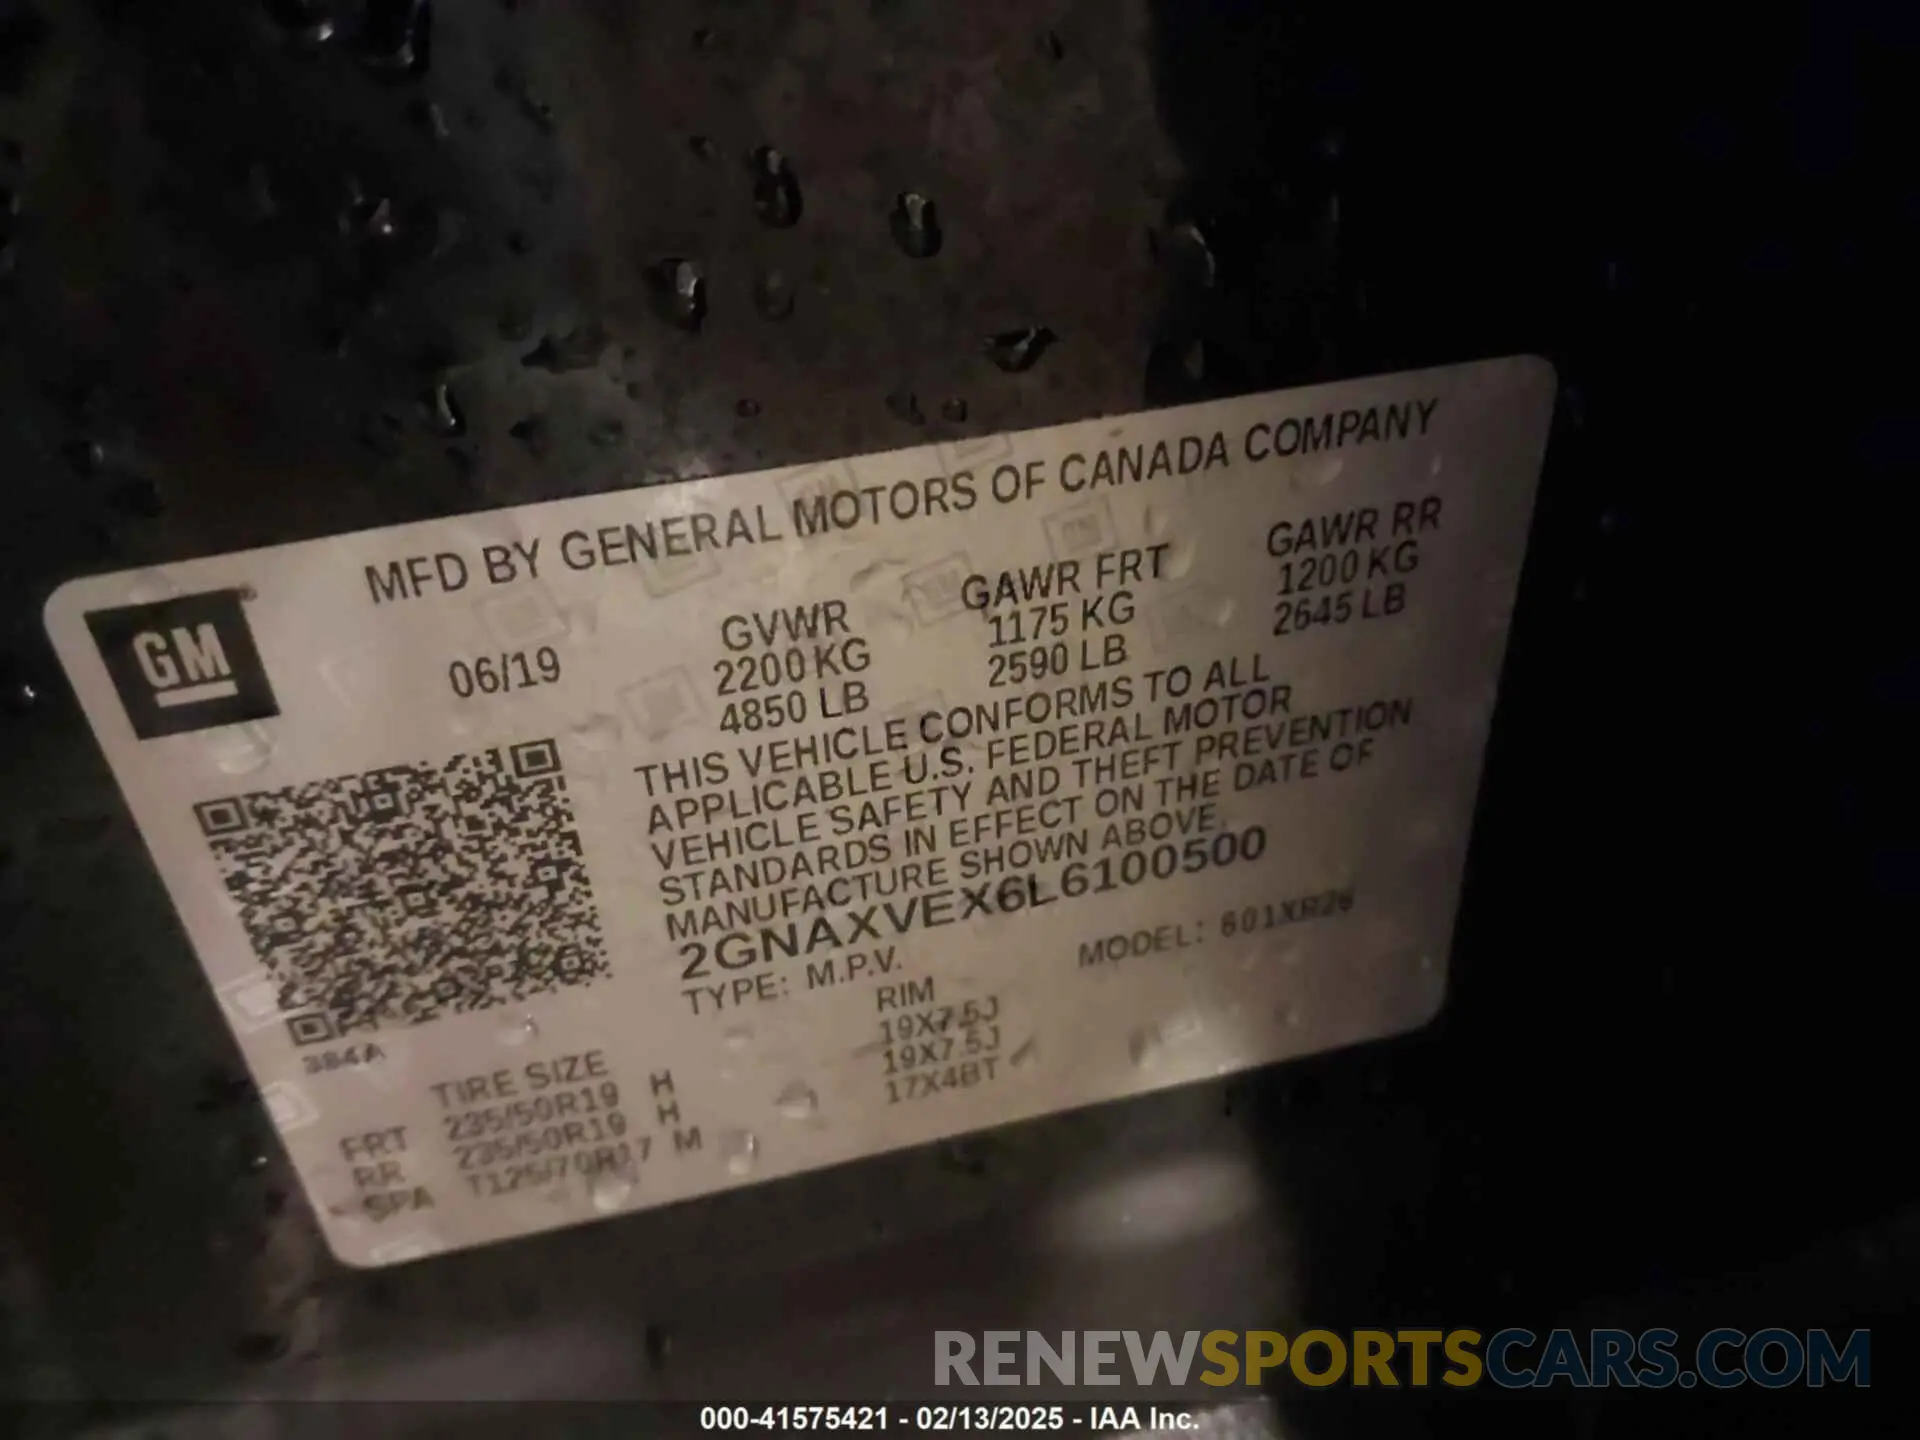 MFD BY GENERAL MOTORS OF CANADA COMPANY
GM
06/19
GVWR
2200 KG
4850 LB
GAWR FRT
1175 KG
2590 LB
GAWR RR
1200 KG
2645 LB
THIS VEHICLE CONFORMS TO ALL
APPLICABLE U.S. FEDERAL MOTOR
VEHICLE SAFETY AND THEFT PREVENTION
STANDARDS IN EFFECT ON THE DATE OF
MANUFACTURE SHOWN ABOVE.
2GNAXVEX6L6100500
TYPE: M.P.V. MODEL: 601XR26
384A
TIRE SIZE RIM
FRT 235/50R19 H 19X7.5J
RR 235/50R19 H 19X7.5J
SPA T125/70R17 M 17X4BT
RENEWSPORTSCARS.COM
000-41575421 - 02/13/2025 - IAA Inc.